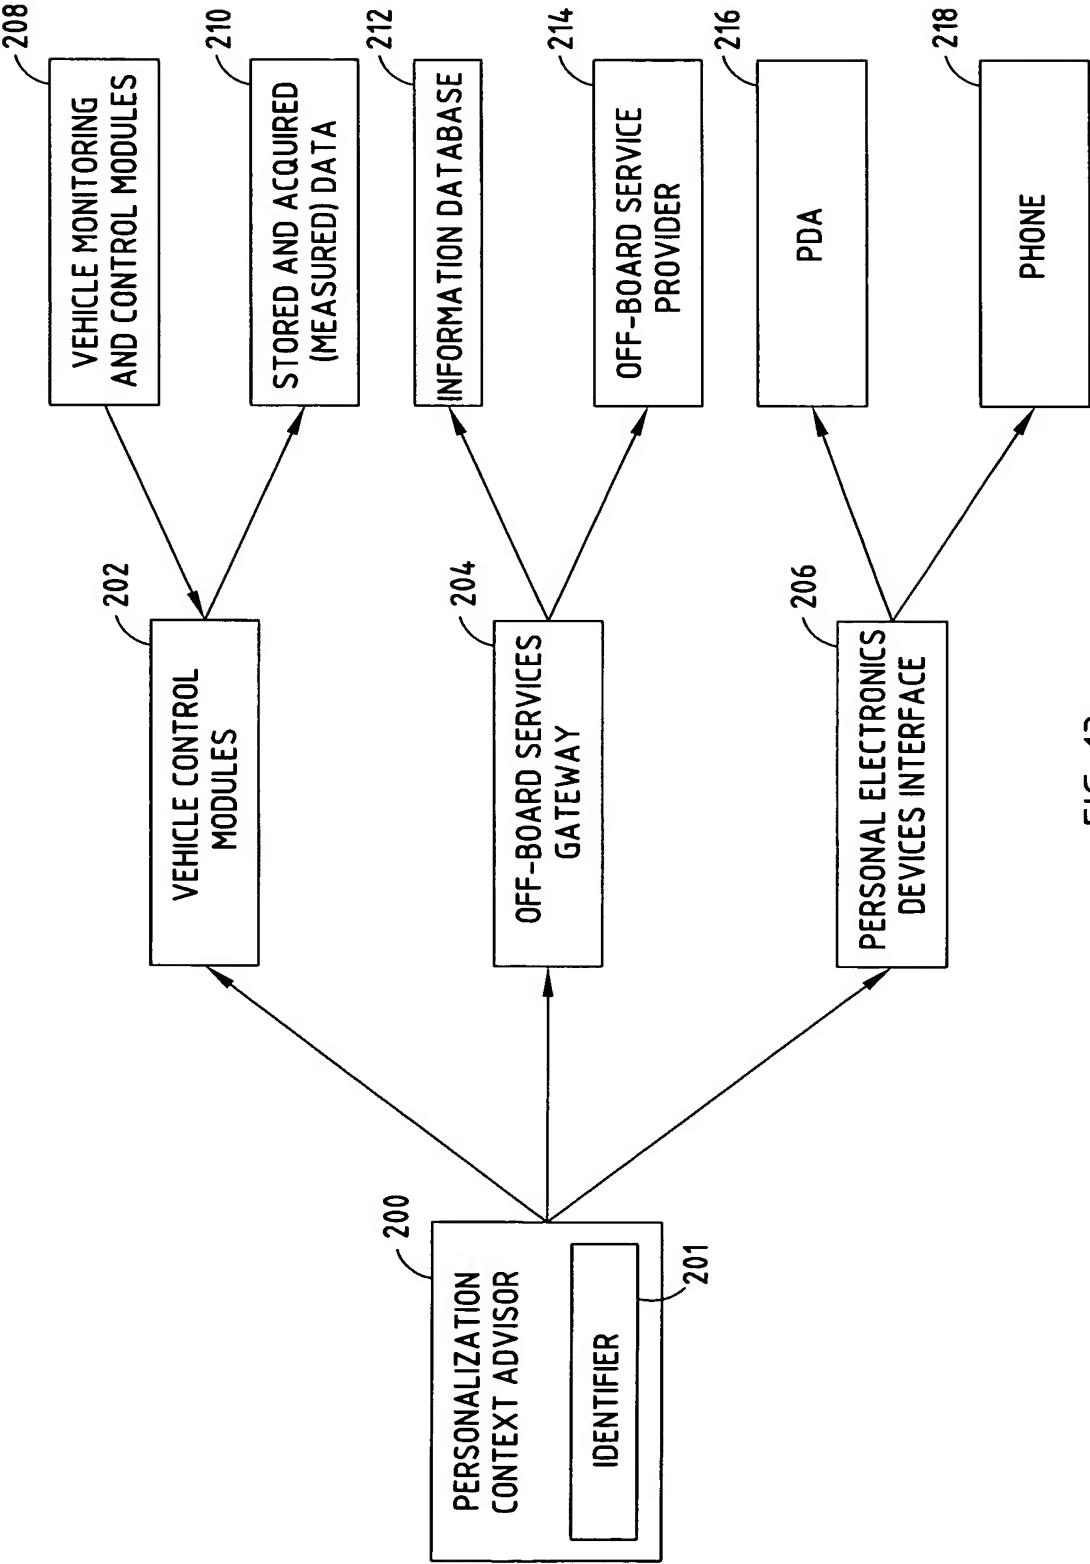 200
PERSONALIZATION
CONTEXT ADVISOR
IDENTIFIER
201
202
VEHICLE CONTROL
MODULES
204
OFF-BOARD SERVICES
GATEWAY
206
PERSONAL ELECTRONICS
DEVICES INTERFACE
208
VEHICLE MONITORING
AND CONTROL MODULES
210
STORED AND ACQUIRED
(MEASURED) DATA
212
INFORMATION DATABASE
214
OFF-BOARD SERVICE
PROVIDER
216
PDA
218
PHONE
FIG.